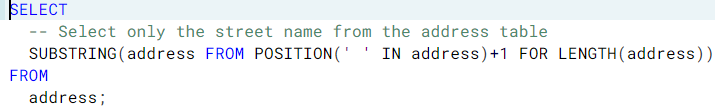 SELECT
-- Select only the street name from the address table
SUBSTRING(address FROM POSITION(' ' IN address)+1 FOR LENGTH(address))
FROM
address;